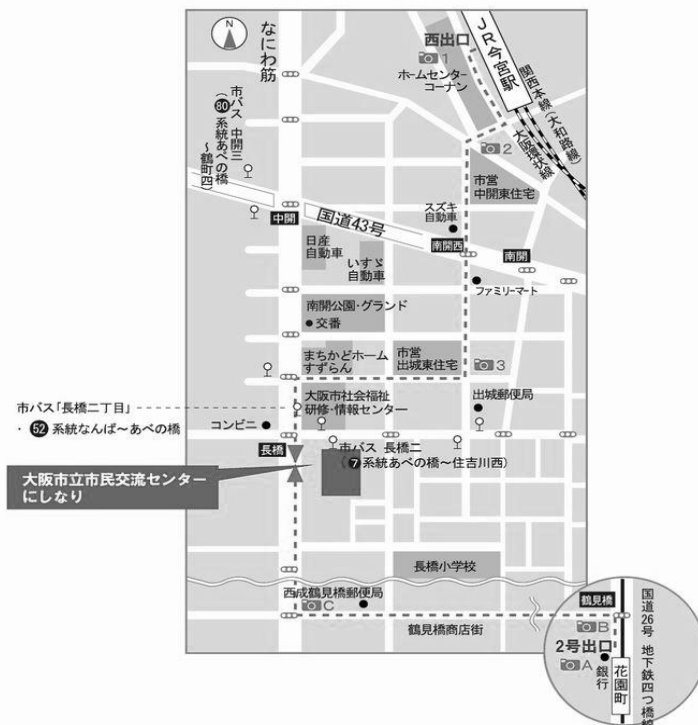 N
なにわ筋
西出口
1
ホームセンター
コーナン
JR今宮駅
関西本線(大和路線)
大阪環状線
市バス 中開三
(80系統あべの橋
～鶴町四)
2
市営
中開東住宅
スズキ
自動車
中開
国道43号
南開西
南開
日産
自動車
いすゞ
自動車
ファミリーマート
南開公園・グランド
交番
まちかどホーム
すずらん
市営
出城東住宅
3
大阪市社会福祉
研修・情報センター
出城郵便局
市バス「長橋二丁目」
・52系統なんば～あべの橋
コンビニ
長橋
市バス 長橋二
(7系統あべの橋～住吉川西)
大阪市立市民交流センター
にしなり
長橋小学校
西成鶴見橋郵便局
C
鶴見橋商店街
鶴見橋
B
2号出口
A
銀行
花園町
国道26号 地下鉄四つ橋線